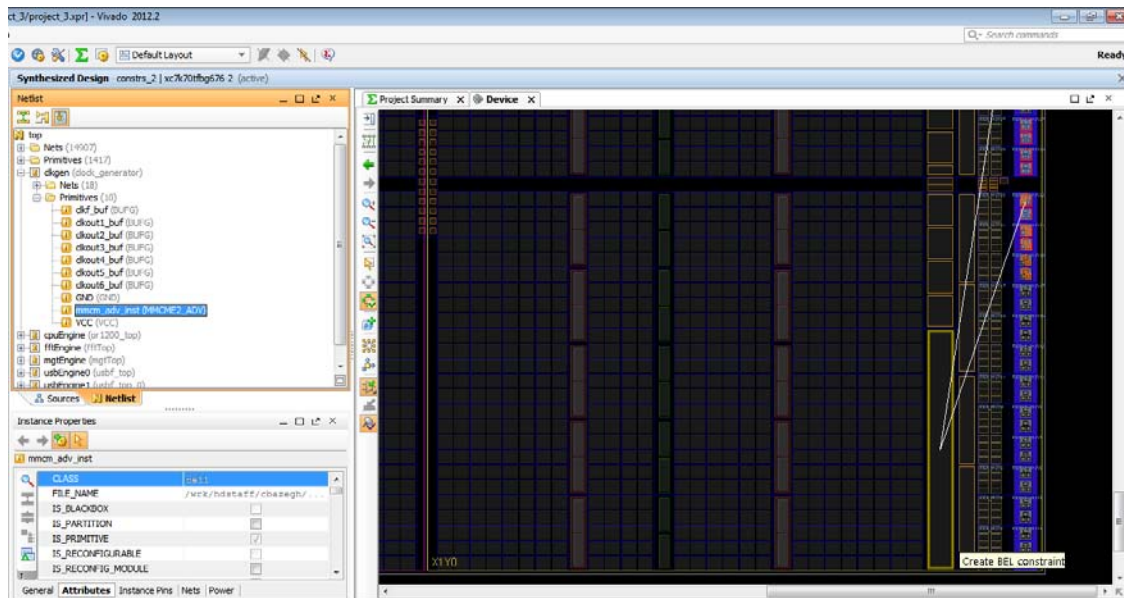 ct_3/project_3.xpr] - Vivado 2012.2
Search commands
Default Layout
Ready
Synthesized Design constrs_2 | xc7k70tfbg676-2 (active)
Netlist
Project Summary
Device
top
Nets (14907)
Primitives (1417)
clkgen (clock_generator)
Nets (18)
Primitives (10)
clkf_buf (BUFG)
clkout1_buf (BUFG)
clkout2_buf (BUFG)
clkout3_buf (BUFG)
clkout4_buf (BUFG)
clkout5_buf (BUFG)
clkout6_buf (BUFG)
GND (GND)
mmcm_adv_inst (MMCME2_ADV)
VCC (VCC)
cpuEngine (or1200_top)
fftEngine (fftTop)
mgtEngine (mgtTop)
usbEngine0 (usbf_top)
usbEngine1 (usbf_top_0)
Sources
Netlist
Instance Properties
mmcm_adv_inst
CLASS cell
FILE_NAME /wrk/hdstaff/cbazegh/...
IS_BLACKBOX
IS_PARTITION
IS_PRIMITIVE
IS_RECONFIGURABLE
IS_RECONFIG_MODULE
General Attributes Instance Pins Nets Power
X1Y0
Create BEL constraint